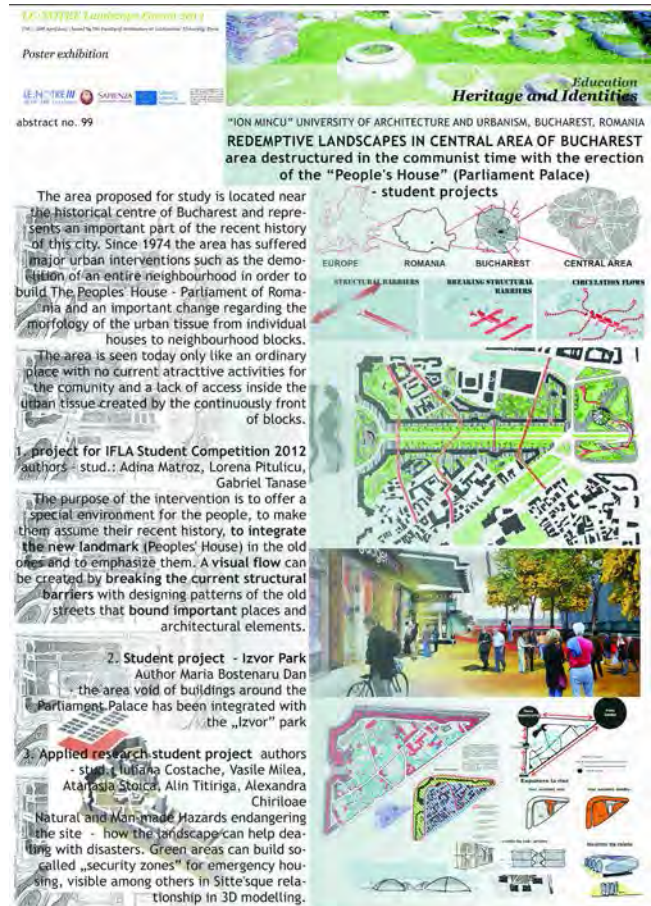 LE:NOTRE Landscape Forum 2013
Poster exhibition
LE:NOTRE III
SAPIENZA
Education
Heritage and Identities
abstract no. 99
"ION MINCU" UNIVERSITY OF ARCHITECTURE AND URBANISM, BUCHAREST, ROMANIA
REDEMPTIVE LANDSCAPES IN CENTRAL AREA OF BUCHAREST
area destructured in the communist time with the erection
of the "People's House" (Parliament Palace)
- student projects
The area proposed for study is located near
the historical centre of Bucharest and repre-
sents an important part of the recent history
of this city. Since 1974 the area has suffered
major urban interventions such as the demo-
lition of an entire neighbourhood in order to
build The Peoples' House - Parliament of Roma-
nia and an important change regarding the
morfology of the urban tissue from individual
houses to neighbourhood blocks.
The area is seen today only like an ordinary
place with no current atracttive activities for
the comunity and a lack of access inside the
urban tissue created by the continuously front
of blocks.
1. project for IFLA Student Competition 2012
authors - stud.: Adina Matroz, Lorena Pitulicu,
Gabriel Tanase
The purpose of the intervention is to offer a
special environment for the people, to make
them assume their recent history, to integrate
the new landmark (Peoples' House) in the old
ones and to emphasize them. A visual flow can
be created by breaking the current structural
barriers with designing patterns of the old
streets that bound important places and
architectural elements.
2. Student project - Izvor Park
Author Maria Bostenaru Dan
- the area void of buildings around the
Parliament Palace has been integrated with
the „Izvor" park
3. Applied research student project authors
- stud.: Iuliana Costache, Vasile Milea,
Atanasia Stoica, Alin Titiriga, Alexandra
Chiriloae
Natural and Man-made Hazards endangering
the site - how the landscape can help dea-
ling with disasters. Green areas can build so-
called „security zones" for emergency hou-
sing, visible among others in Sitte'sque rela-
tionship in 3D modelling.
EUROPE
ROMANIA
BUCHAREST
CENTRAL AREA
STRUCTURAL BARRIERS
BREAKING STRUCTURAL
BARRIERS
CIRCULATION FLOWS